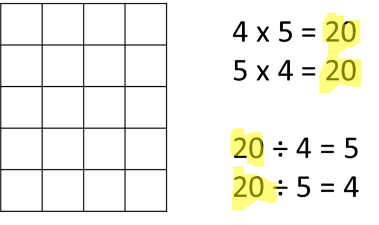 4 x 5 = 20
5 x 4 = 20
20 ÷ 4 = 5
20 ÷ 5 = 4